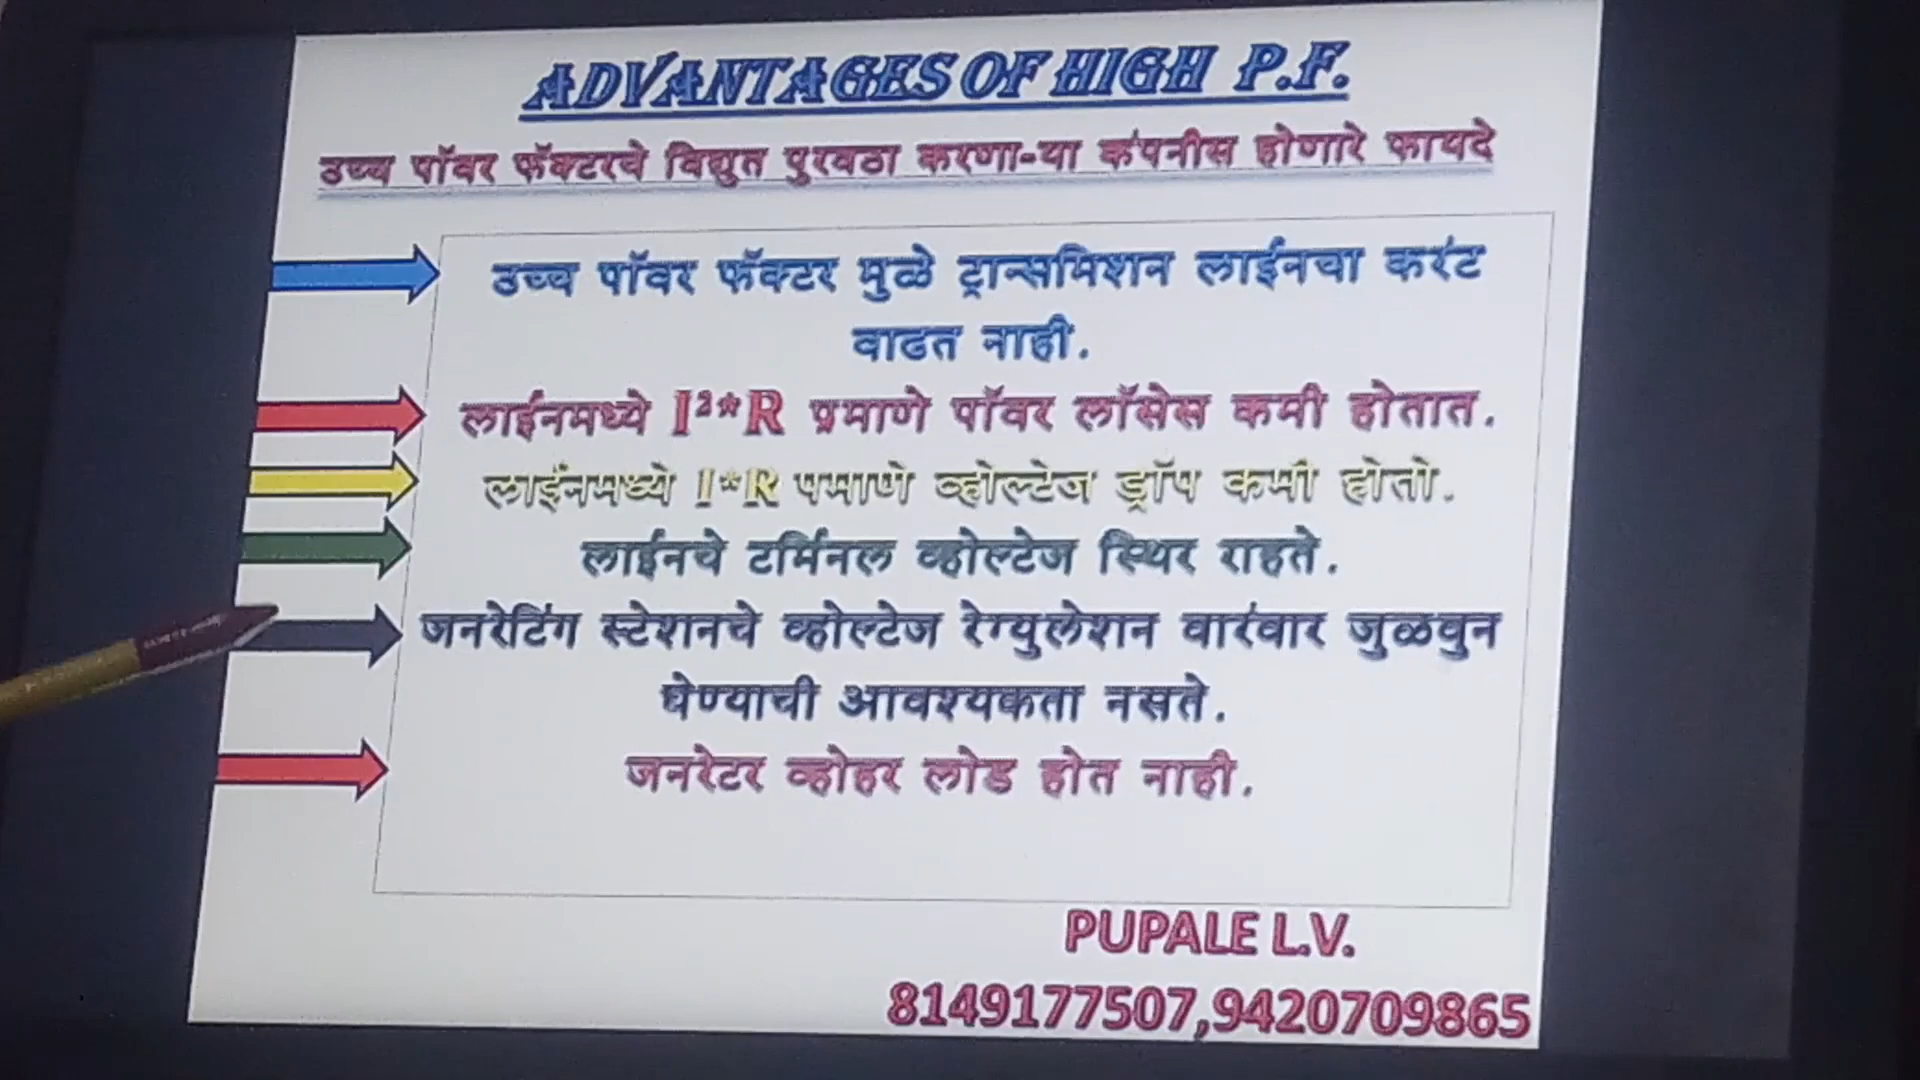 ADVANTAGES OF HIGH P.F.
उच्च पॉवर फॅक्टरचे विद्युत पुरवठा करणा-या कंपनीस होणारे फायदे
उच्च पॉवर फॅक्टर मुळे ट्रान्समिशन लाईनचा करंट
वाढत नाही.
लाईनमध्ये I²*R प्रमाणे पॉवर लॉसेस कमी होतात.
लाईनमध्ये I*R पमाणे व्होल्टेज ड्रॉप कमी होतो.
लाईनचे टर्मिनल व्होल्टेज स्थिर राहते.
जनरेटिंग स्टेशनचे व्होल्टेज रेग्युलेशन वारंवार जुळवुन
घेण्याची आवश्यकता नसते.
जनरेटर व्होहर लोड होत नाही.
PUPALE L.V.
8149177507,9420709865